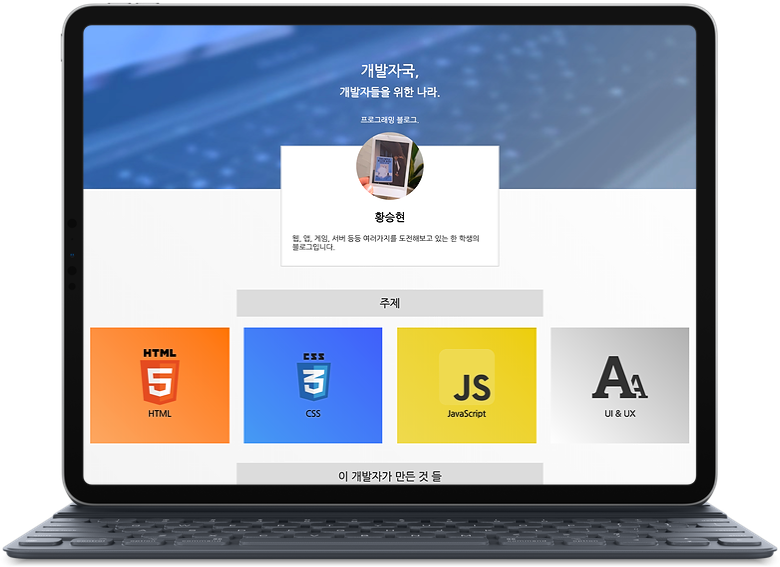 개발자국,
개발자들을 위한 나라.
프로그래밍 블로그.
황승현
웹, 앱, 게임, 서버 등등 여러가지를 도전해보고 있는 한 학생의
블로그입니다.
주제
HTML
5
HTML
CSS
3
CSS
JS
JavaScript
AA
UI & UX
이 개발자가 만든 것 들